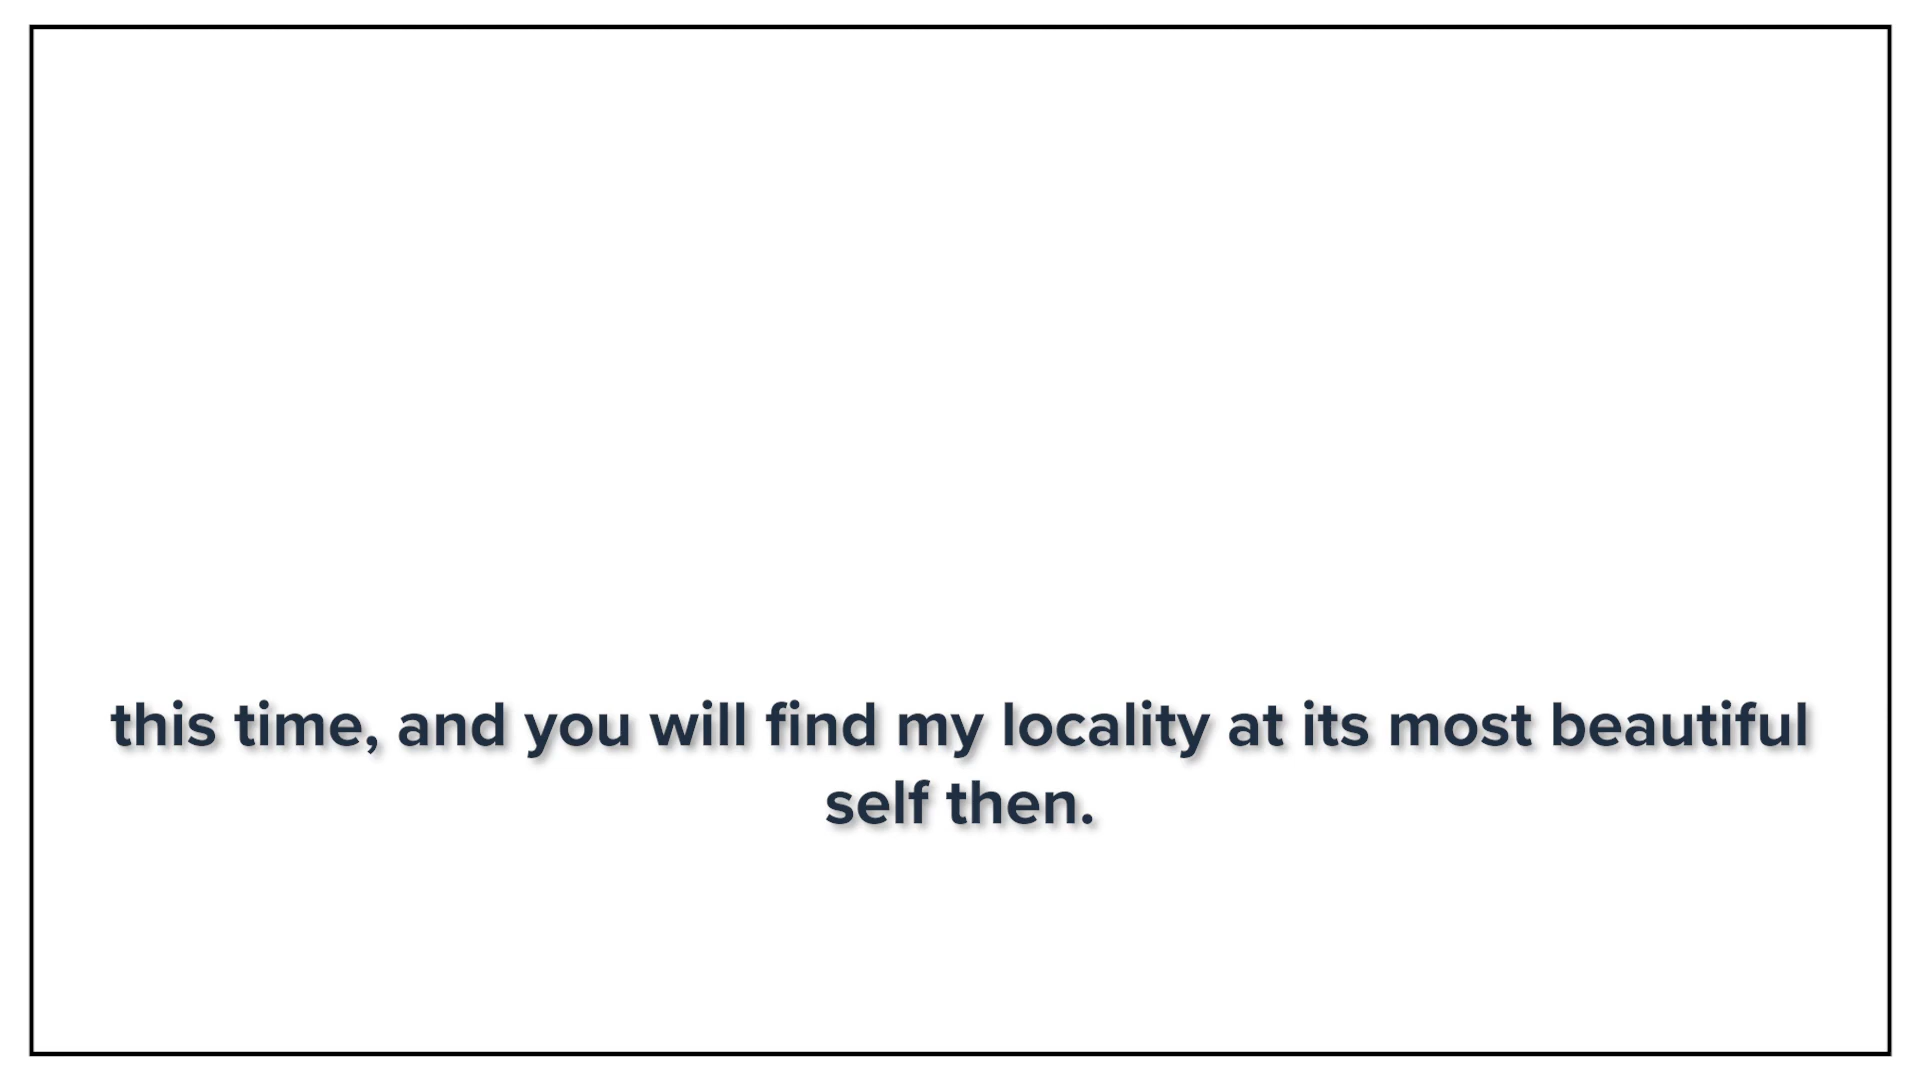 this time, and you will find my locality at its most beautiful
self then.